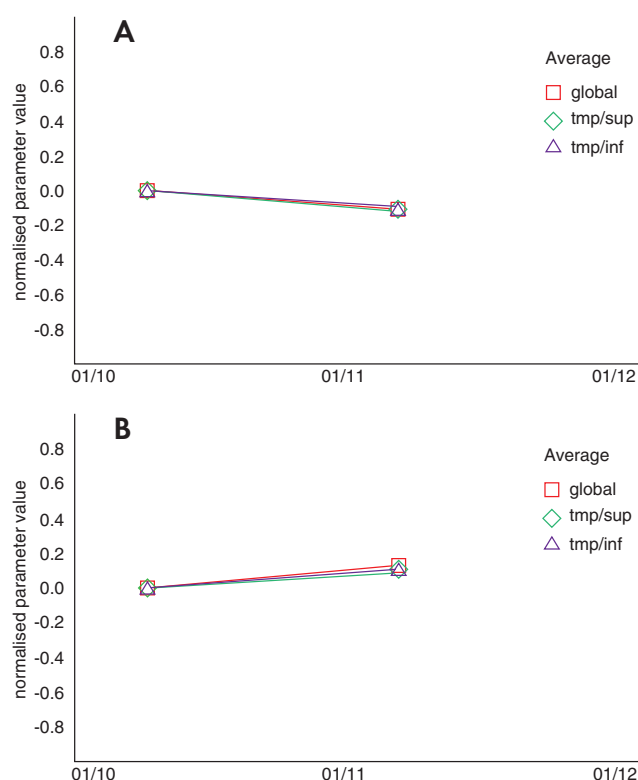 A
normalised parameter value
0.8
0.6
0.4
0.2
0.0
-0.2
-0.4
-0.6
-0.8
Average
global
tmp/sup
tmp/inf
01/10
01/11
01/12
B
normalised parameter value
0.8
0.6
0.4
0.2
0.0
-0.2
-0.4
-0.6
-0.8
Average
global
tmp/sup
tmp/inf
01/10
01/11
01/12